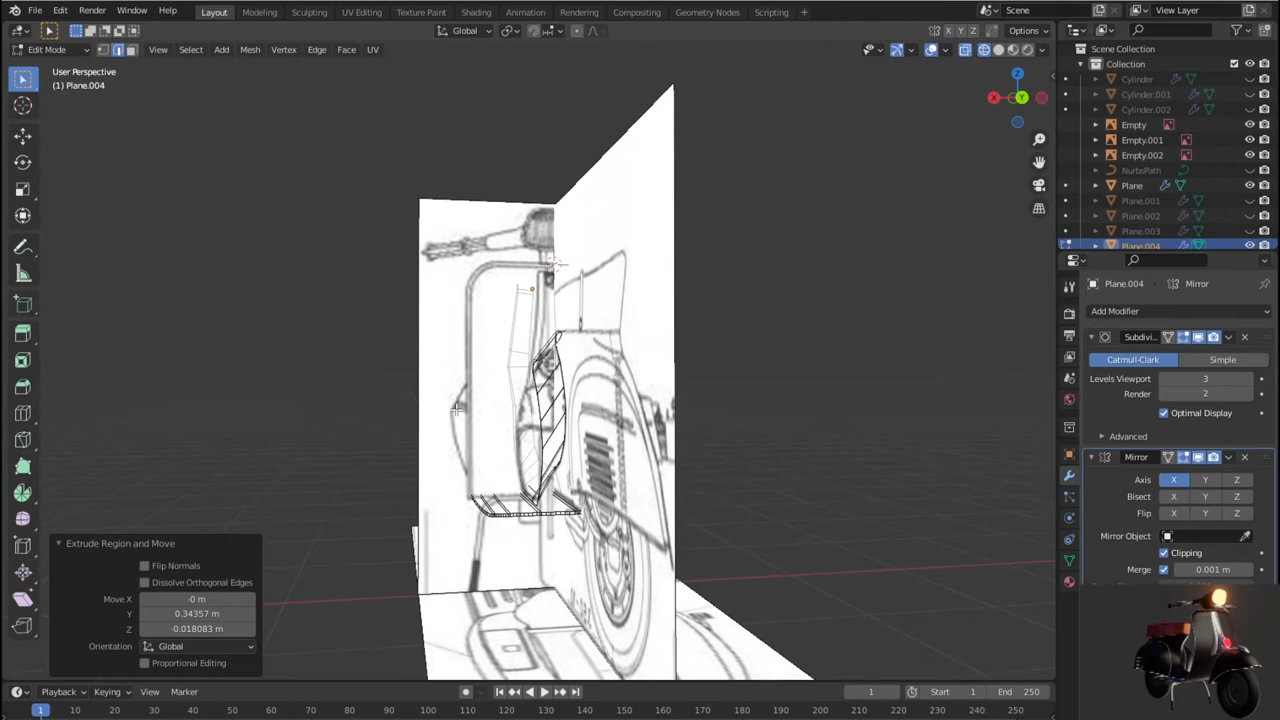 File Edit Render Window Help Layout Modeling Sculpting UV Editing Texture Paint Shading Animation Rendering Compositing Geometry Nodes Scripting + Scene View Layer
Global X Y Z Options
Edit Mode View Select Add Mesh Vertex Edge Face UV
User Perspective
(1) Plane.004
Z
X Y
Scene Collection
Collection
Cylinder
Cylinder.001
Cylinder.002
Empty
Empty.001
Empty.002
NurbsPath
Plane
Plane.001
Plane.002
Plane.003
Plane.004
Plane.004 Mirror
Add Modifier
Subdivi...
Catmull-Clark Simple
Levels Viewport 3
Render 2
Optimal Display
Advanced
Mirror
Axis X Y Z
Bisect X Y Z
Flip X Y Z
Mirror Object
Clipping
Merge 0.001 m
Extrude Region and Move
Flip Normals
Dissolve Orthogonal Edges
Move X -0 m
Y 0.34357 m
Z -0.018083 m
Orientation Global
Proportional Editing
Playback Keying View Marker 1 Start 1 End 250
1 10 20 30 40 50 60 70 80 90 100 110 120 130 140 150 160 170 180 190 200 210 220 230 240 250